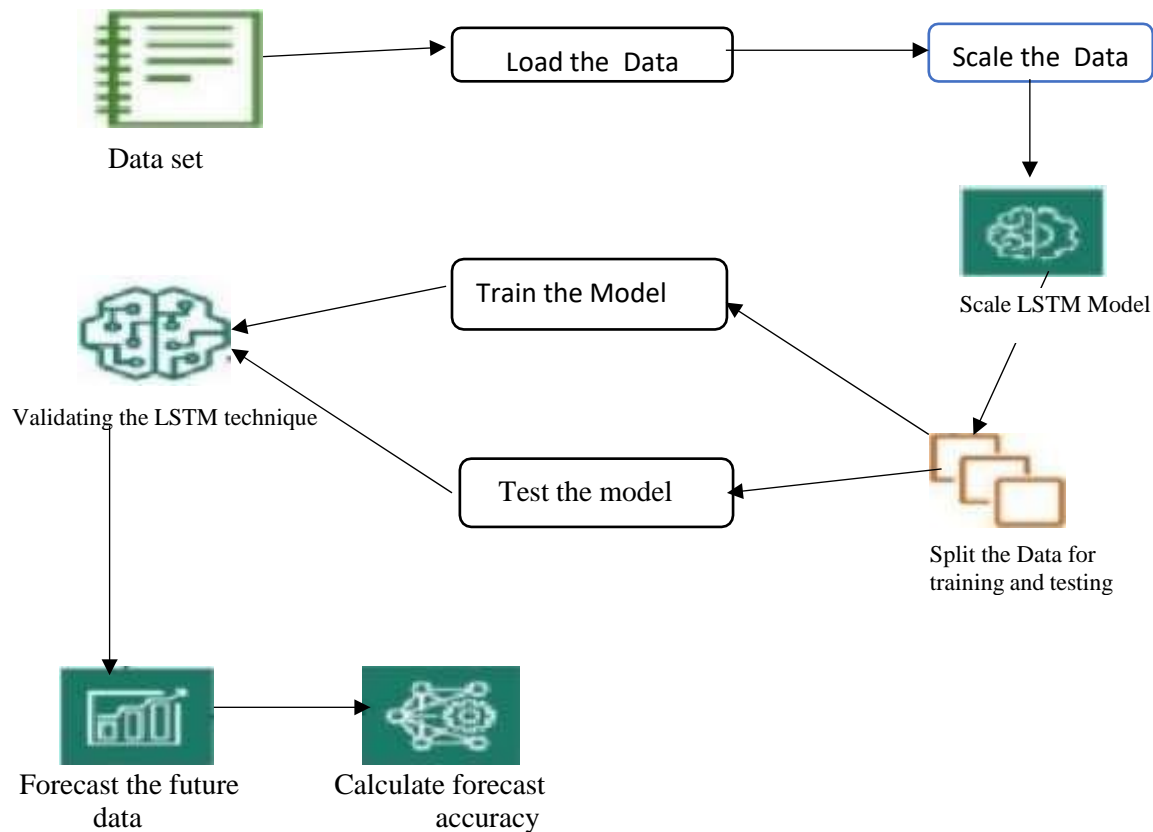 Data set
Load the Data
Scale the Data
Scale LSTM Model
Split the Data for
training and testing
Train the Model
Test the model
Validating the LSTM technique
Forecast the future
data
Calculate forecast
accuracy